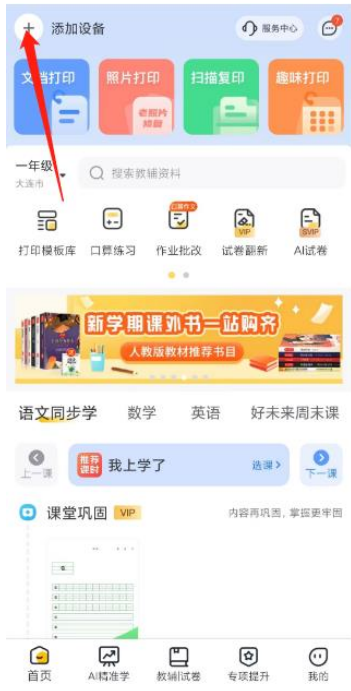 添加设备
服务中心
文档打印 照片打印 扫描复印 趣味打印
老照片
修复
一年级
大连市
搜索教辅资料
口算作文
VIP SVIP
打印模板库 口算练习 作业批改 试卷翻新 AI试卷
新学期课外书一站购齐
人教版教材推荐书目
语文同步学 数学 英语 好未来周末课
上一课
推荐
课时
我上学了
选课
下一课
课堂巩固 VIP
内容再巩固,掌握更牢固
首页 AI精准学 教辅|试卷 专项提升 我的